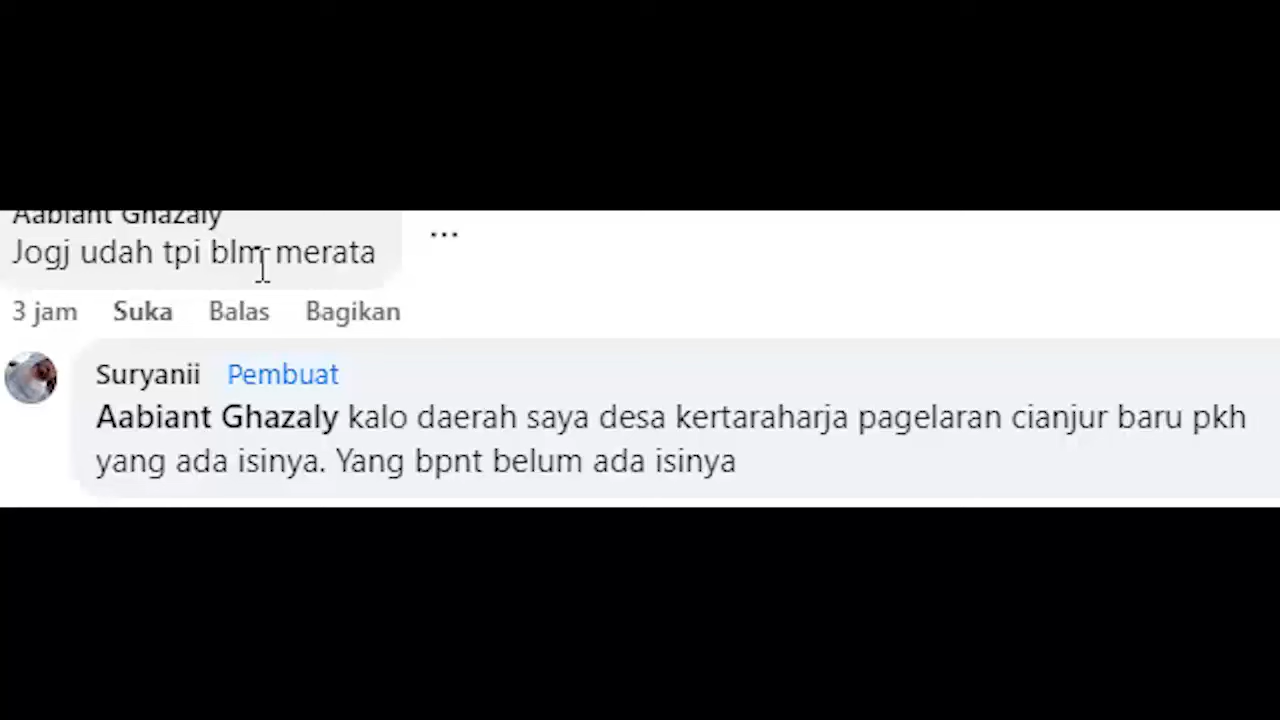 Aabiant Ghazaly
Jogj udah tpi blm merata
...
3 jam Suka Balas Bagikan
Suryanii Pembuat
Aabiant Ghazaly kalo daerah saya desa kertaraharja pagelaran cianjur baru pkh
yang ada isinya. Yang bpnt belum ada isinya